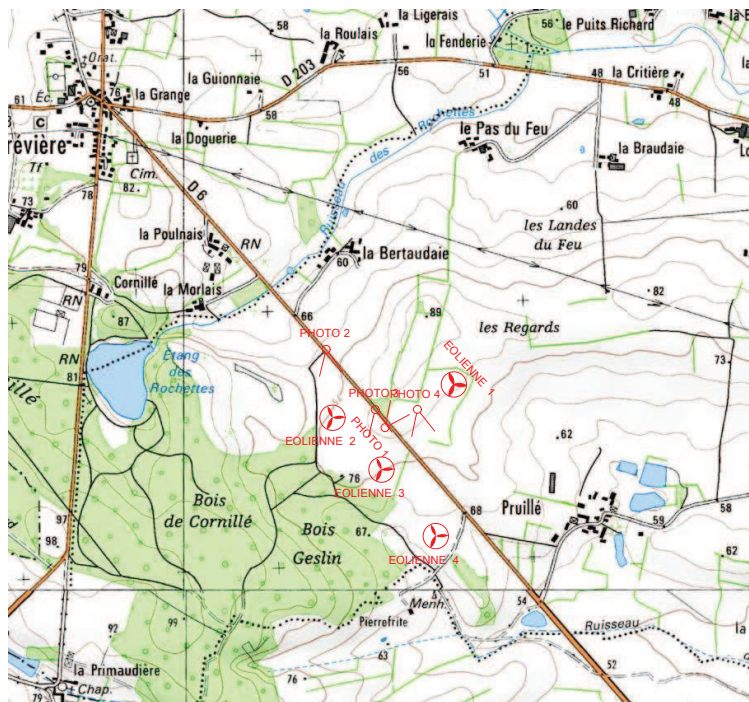 58
la Ligerais
56
le Puits Richard
la Roulais
la Fenderie
Orat.
la Guionnaie
D 203
56
51
48
la Critière
Éc.
76
la Grange
61
58
48
C
la Doguerie
Rochettes
le Pas du Feu
la Braudaie
Lo
revière
des
Tf
Cim.
82
78
D 6
Ruisseau
73
60
la Poulnais
RN
les Landes
du Feu
la Bertaudaie
60
79
Cornillé
RN
la Morlais
82
87
66
89
les Regards
PHOTO 2
Étang
des
Rochettes
RN
81
73
EOLIENNE 1
PHOTO 3
PHOTO 4
illé
EOLIENNE 2
PHOTO 1
62
76
EOLIENNE 3
Bois
de Cornillé
68
Pruillé
58
59
97
98
Bois
Geslin
67
EOLIENNE 4
62
d
54
Menh.
Pierrefrite
Ruisseau
99
92
la
63
la Primaudière
52
76
Chap.
79